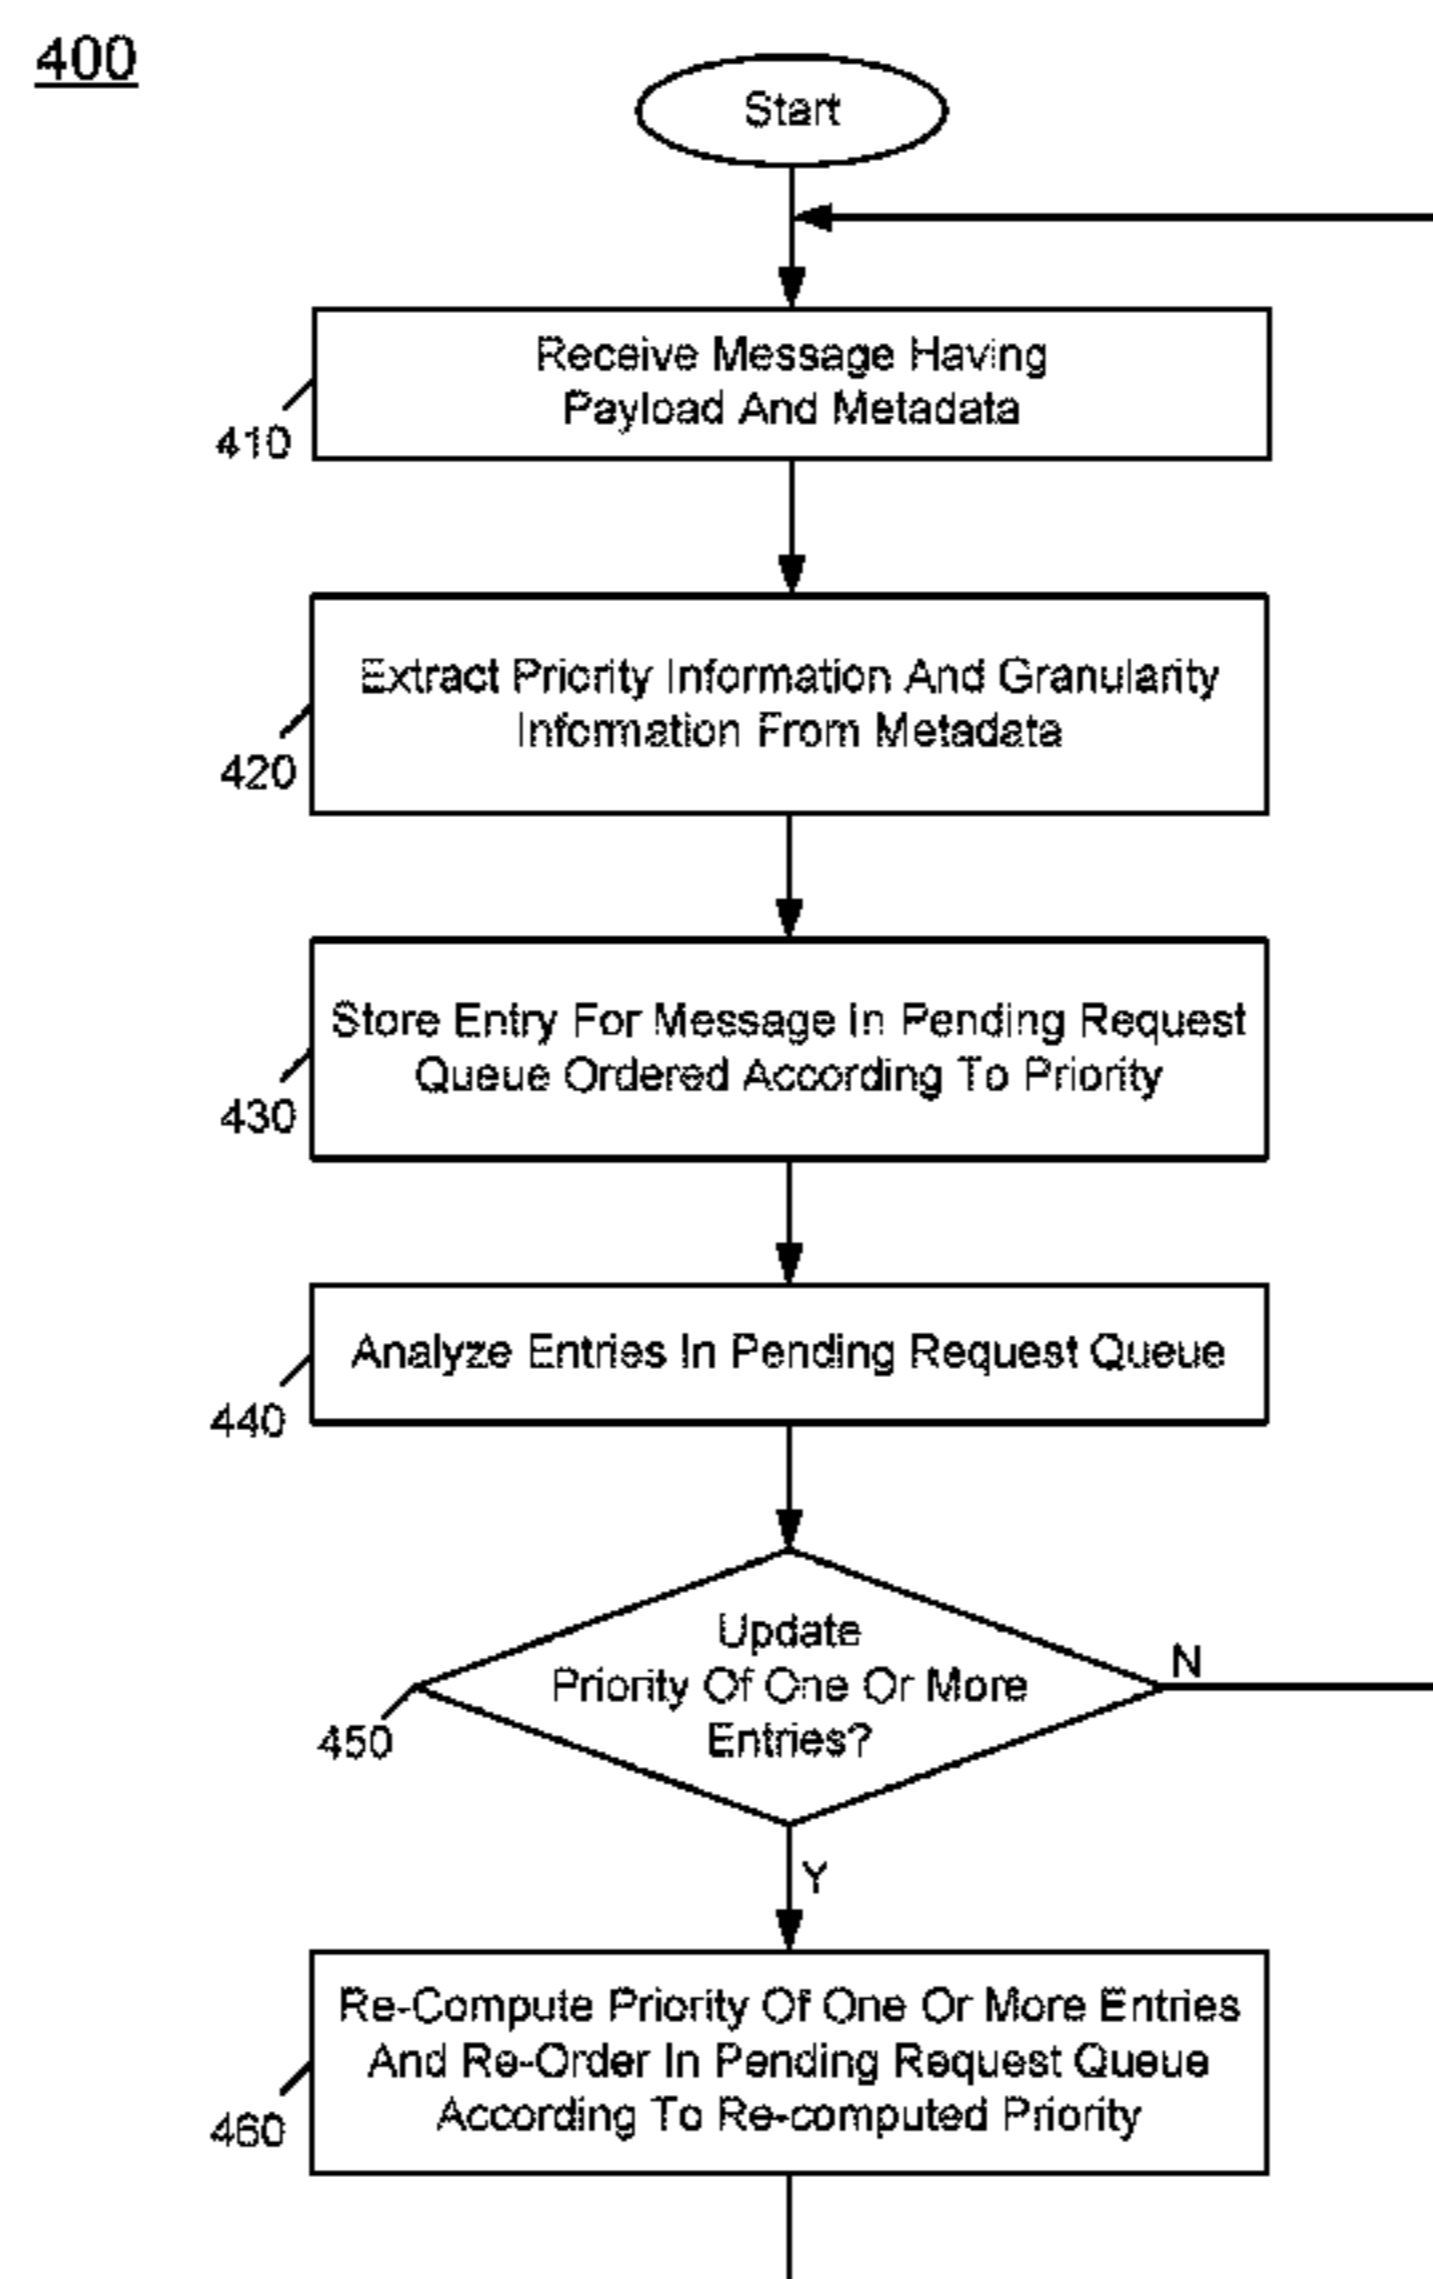 400
Start
Receive Message Having
Payload And Metadata
410
Extract Priority Information And Granularity
Information From Metadata
420
Store Entry For Message In Pending Request
Queue Ordered According To Priority
430
Analyze Entries In Pending Request Queue
440
Update
Priority Of One Or More
Entries?
N
450
Y
Re-Compute Priority Of One Or More Entries
And Re-Order In Pending Request Queue
According To Re-computed Priority
460